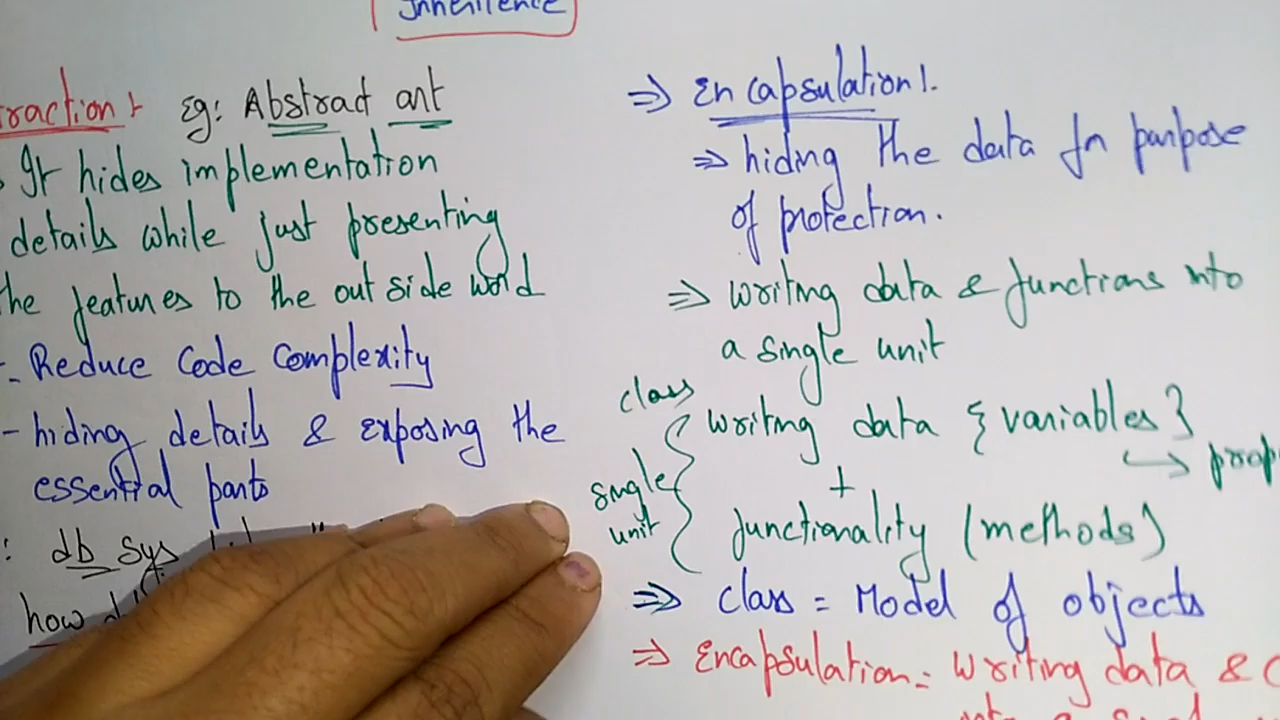 Inheritence
raction :- Eg: Abstract art
It hides implementation
details while just presenting
the features to the out side world
- Reduce Code Complexity
- hiding details & exposing the
essential parts
: db sys
how
⇒ Encapsulation :-
⇒ hiding the data for purpose
of protection.
⇒ writing data & functions into
a single unit
class
writing data { variables }
→ prop
single
unit
+
functionality (methods)
⇒ class = Model of objects
⇒ Encapsulation = writing data &